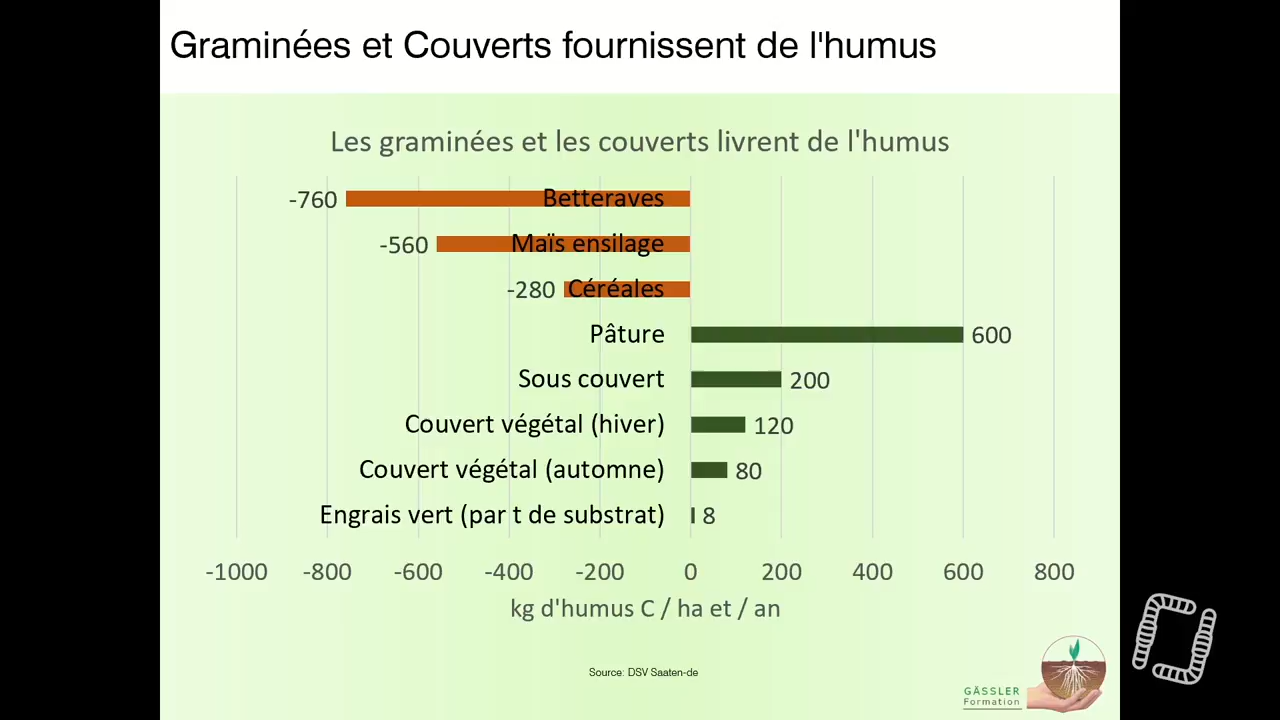 Graminées et Couverts fournissent de l'humus
Les graminées et les couverts livrent de l'humus
-760 Betteraves
-560 Maïs ensilage
-280 Céréales
Pâture 600
Sous couvert 200
Couvert végétal (hiver) 120
Couvert végétal (automne) 80
Engrais vert (par t de substrat) 8
-1000 -800 -600 -400 -200 0 200 400 600 800
kg d'humus C / ha et / an
Source: DSV Saaten-de
GÄSSLER
Formation